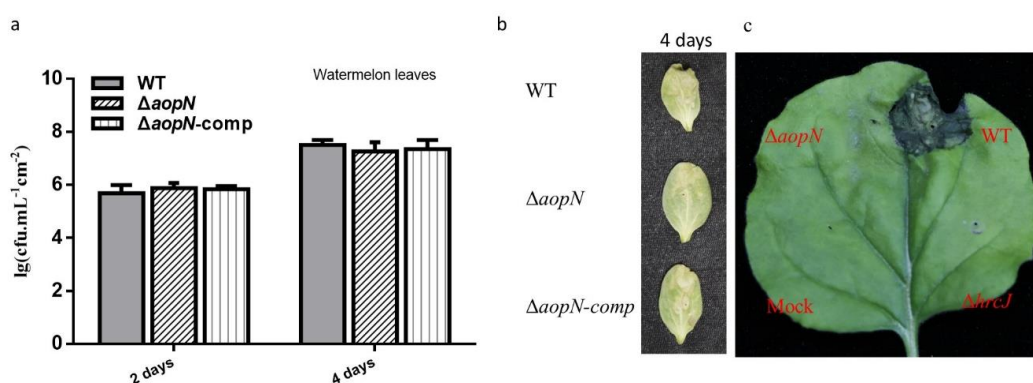 a
lg(cfu.mL⁻¹cm⁻²)
10
8
6
4
2
0
WT
ΔaopN
ΔaopN-comp
Watermelon leaves
2 days
4 days
b
4 days
WT
ΔaopN
ΔaopN-comp
c
ΔaopN
WT
Mock
ΔhrcJ